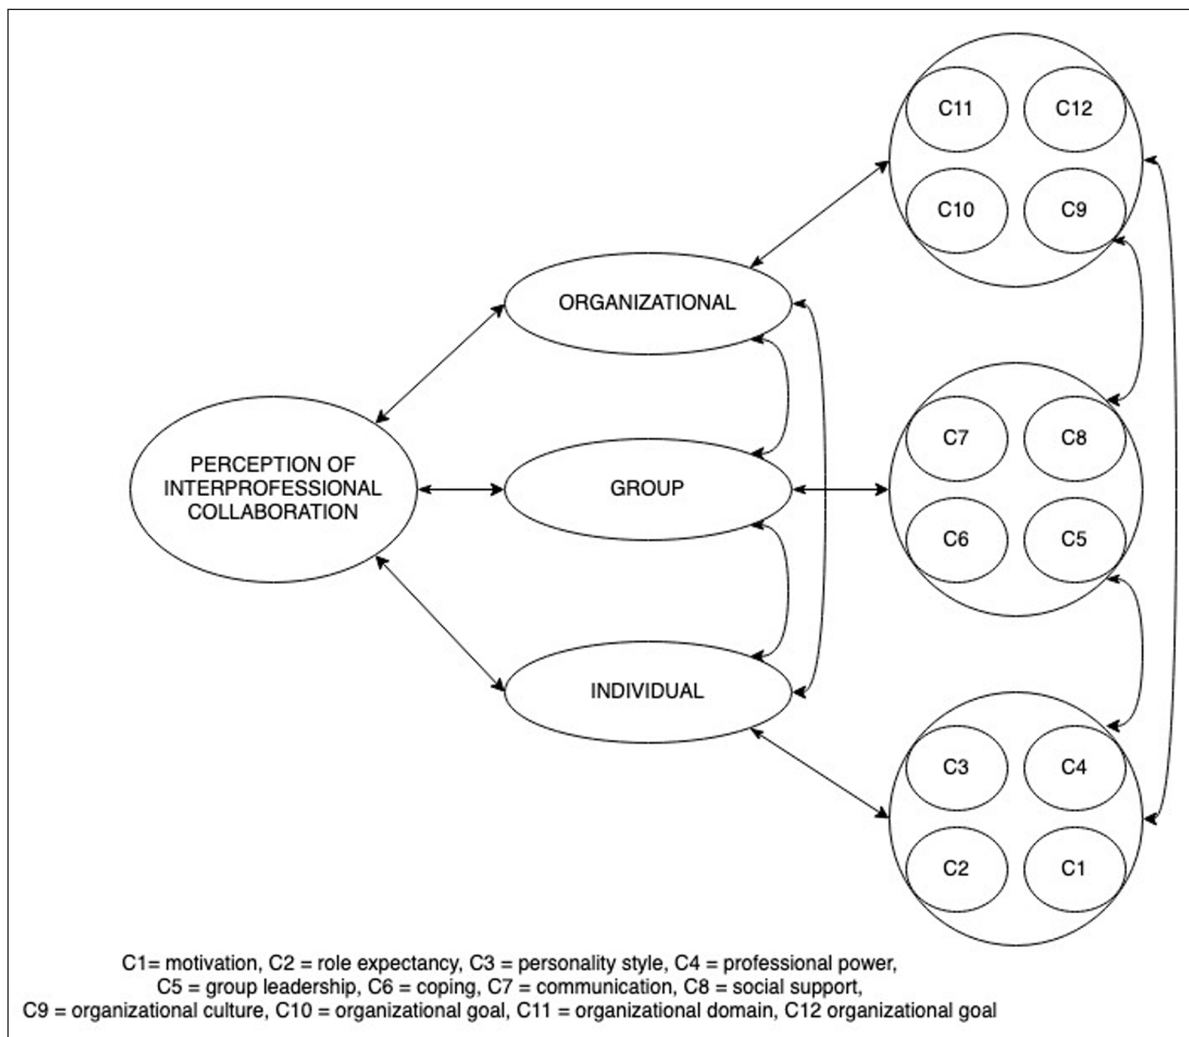 C11
C12
C10
C9
ORGANIZATIONAL
PERCEPTION OF
INTERPROFESSIONAL
COLLABORATION
GROUP
C7
C8
C6
C5
INDIVIDUAL
C3
C4
C2
C1
C1= motivation, C2 = role expectancy, C3 = personality style, C4 = professional power,
C5 = group leadership, C6 = coping, C7 = communication, C8 = social support,
C9 = organizational culture, C10 = organizational goal, C11 = organizational domain, C12 organizational goal